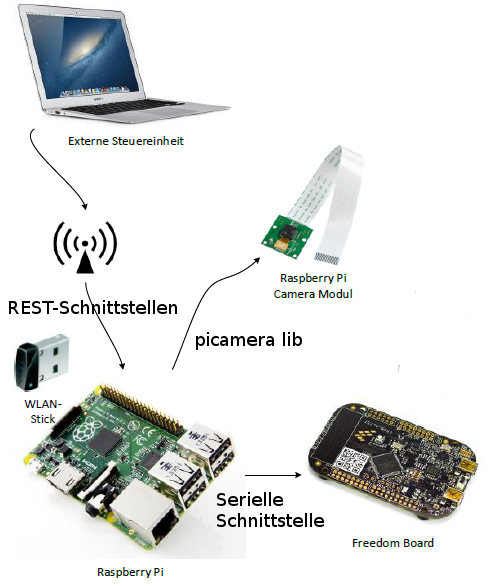 Externe Steuereinheit
Raspberry Pi
Camera Modul
REST-Schnittstellen
picamera lib
WLAN-
Stick
Serielle
Schnittstelle
Freedom Board
Raspberry Pi